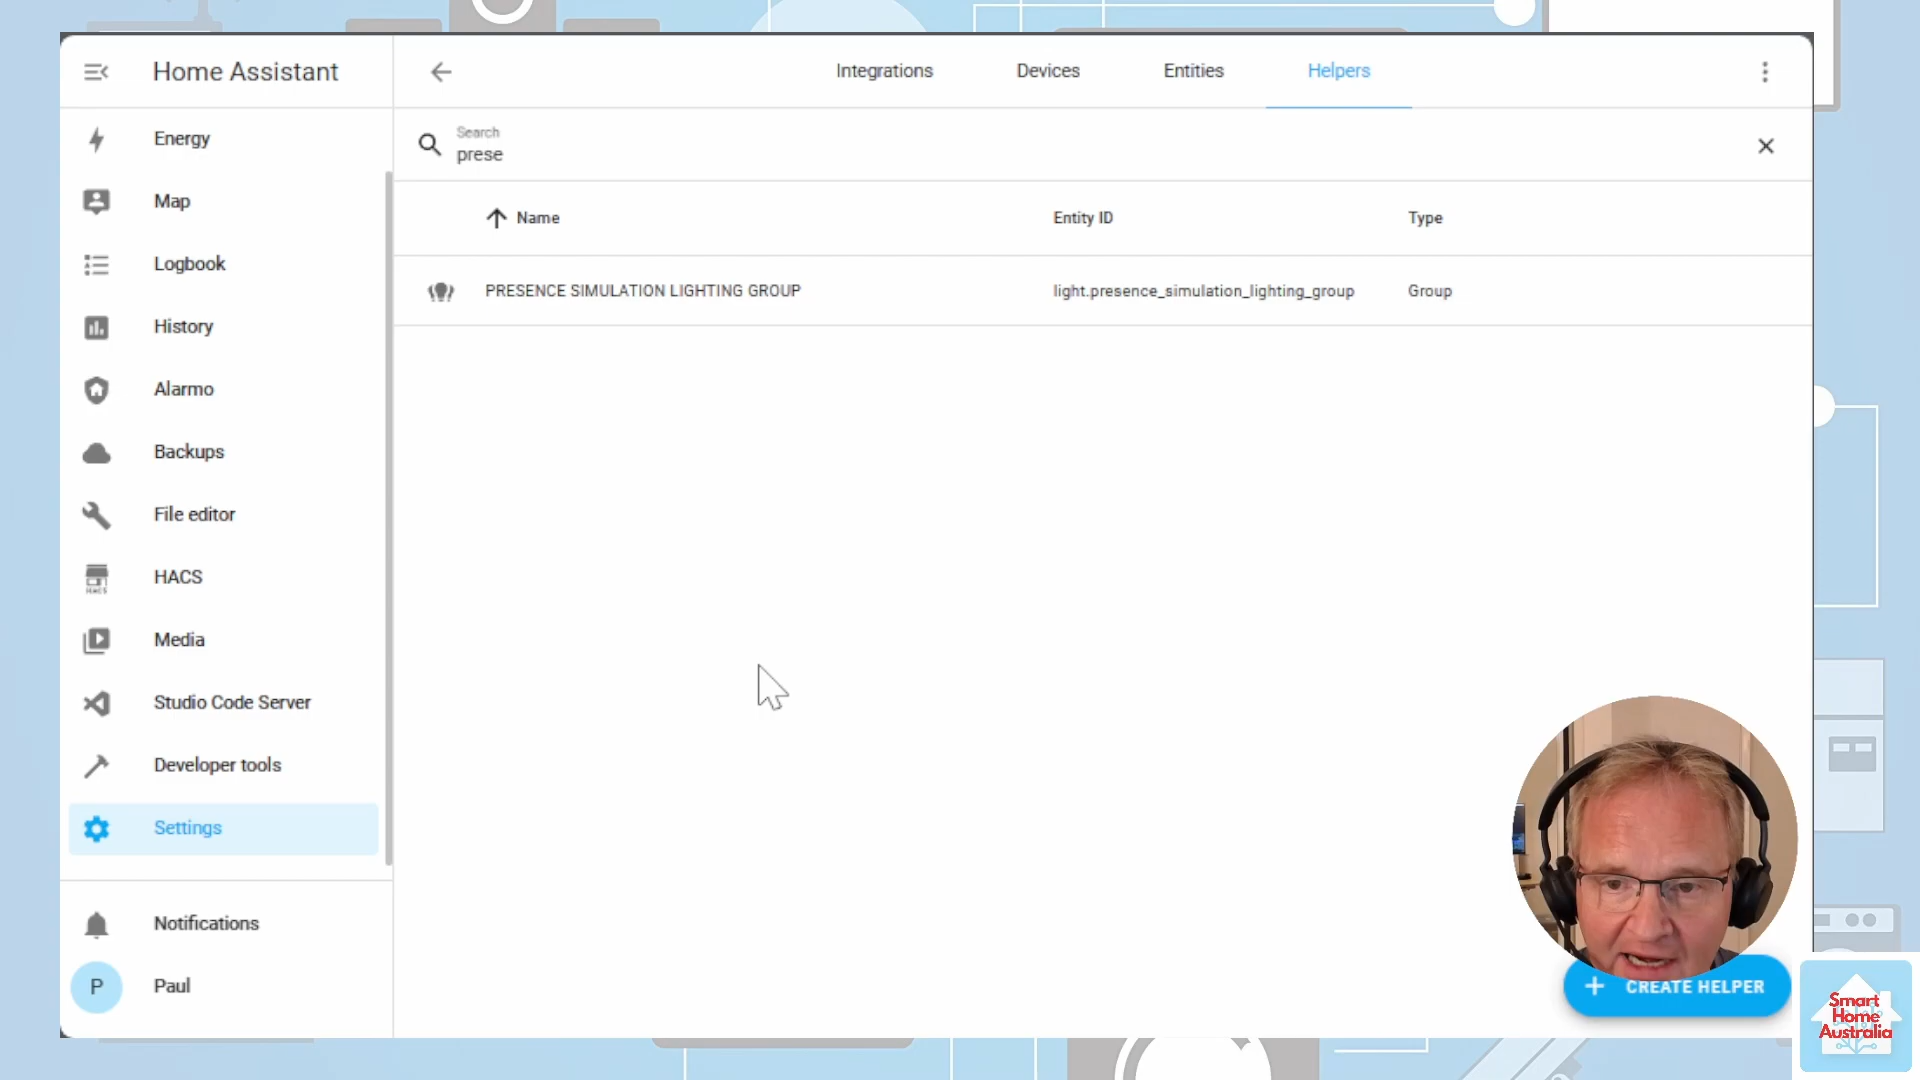 Home Assistant
Integrations
Devices
Entities
Helpers
Energy
Map
Logbook
History
Alarmo
Backups
File editor
HACS
HACS
Media
Studio Code Server
Developer tools
Settings
Notifications
P
Paul
Search
prese
Name
Entity ID
Type
PRESENCE SIMULATION LIGHTING GROUP
light.presence_simulation_lighting_group
Group
CREATE HELPER
Smart
Home
Australia